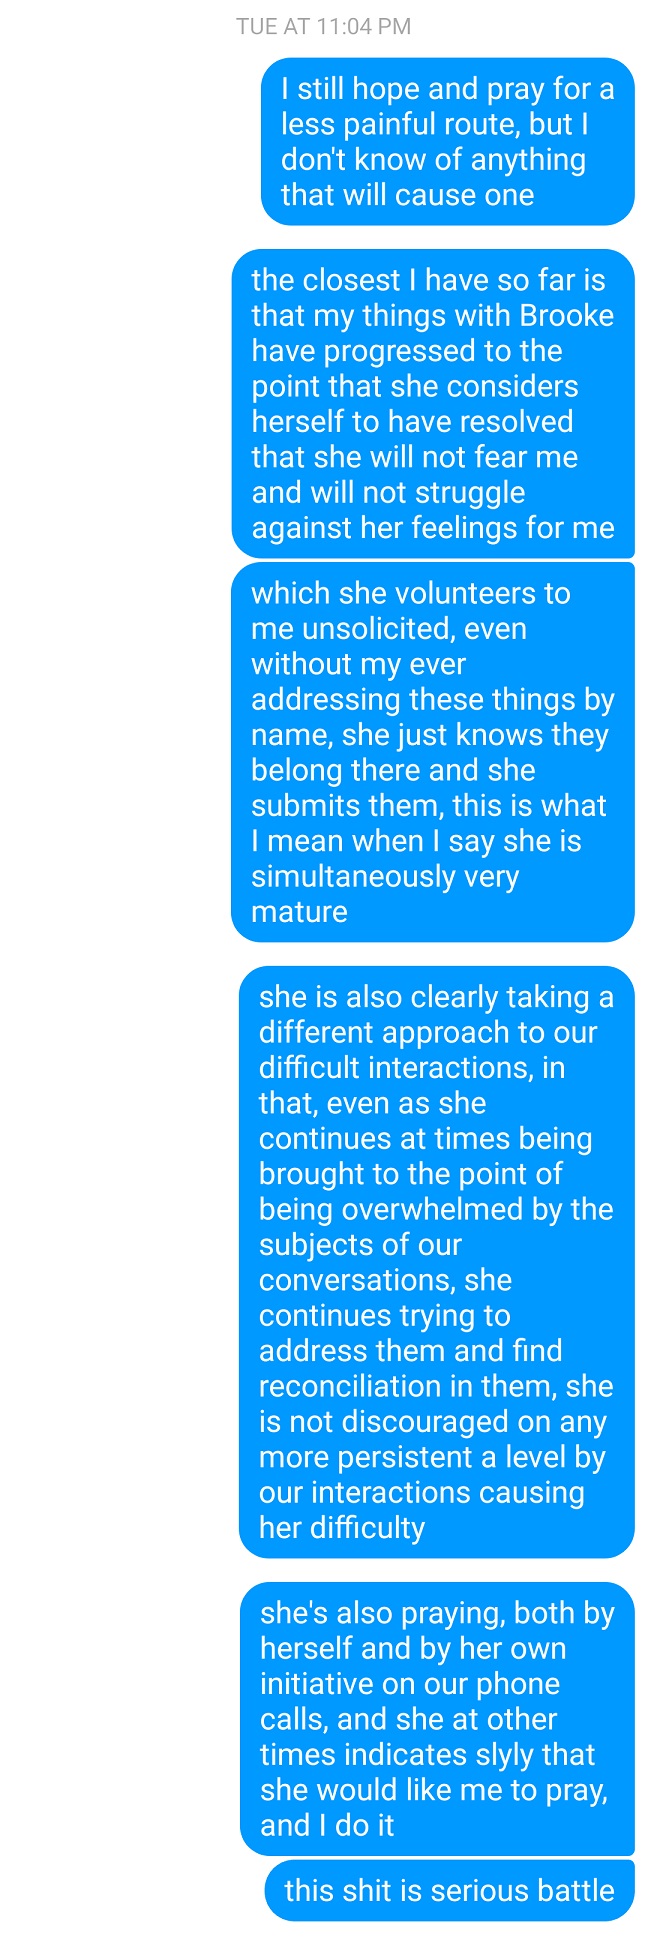 TUE AT 11:04 PM
I still hope and pray for a
less painful route, but I
don't know of anything
that will cause one
the closest I have so far is
that my things with Brooke
have progressed to the
point that she considers
herself to have resolved
that she will not fear me
and will not struggle
against her feelings for me
which she volunteers to
me unsolicited, even
without my ever
addressing these things by
name, she just knows they
belong there and she
submits them, this is what
I mean when I say she is
simultaneously very
mature
she is also clearly taking a
different approach to our
difficult interactions, in
that, even as she
continues at times being
brought to the point of
being overwhelmed by the
subjects of our
conversations, she
continues trying to
address them and find
reconciliation in them, she
is not discouraged on any
more persistent a level by
our interactions causing
her difficulty
she's also praying, both by
herself and by her own
initiative on our phone
calls, and she at other
times indicates slyly that
she would like me to pray,
and I do it
this shit is serious battle